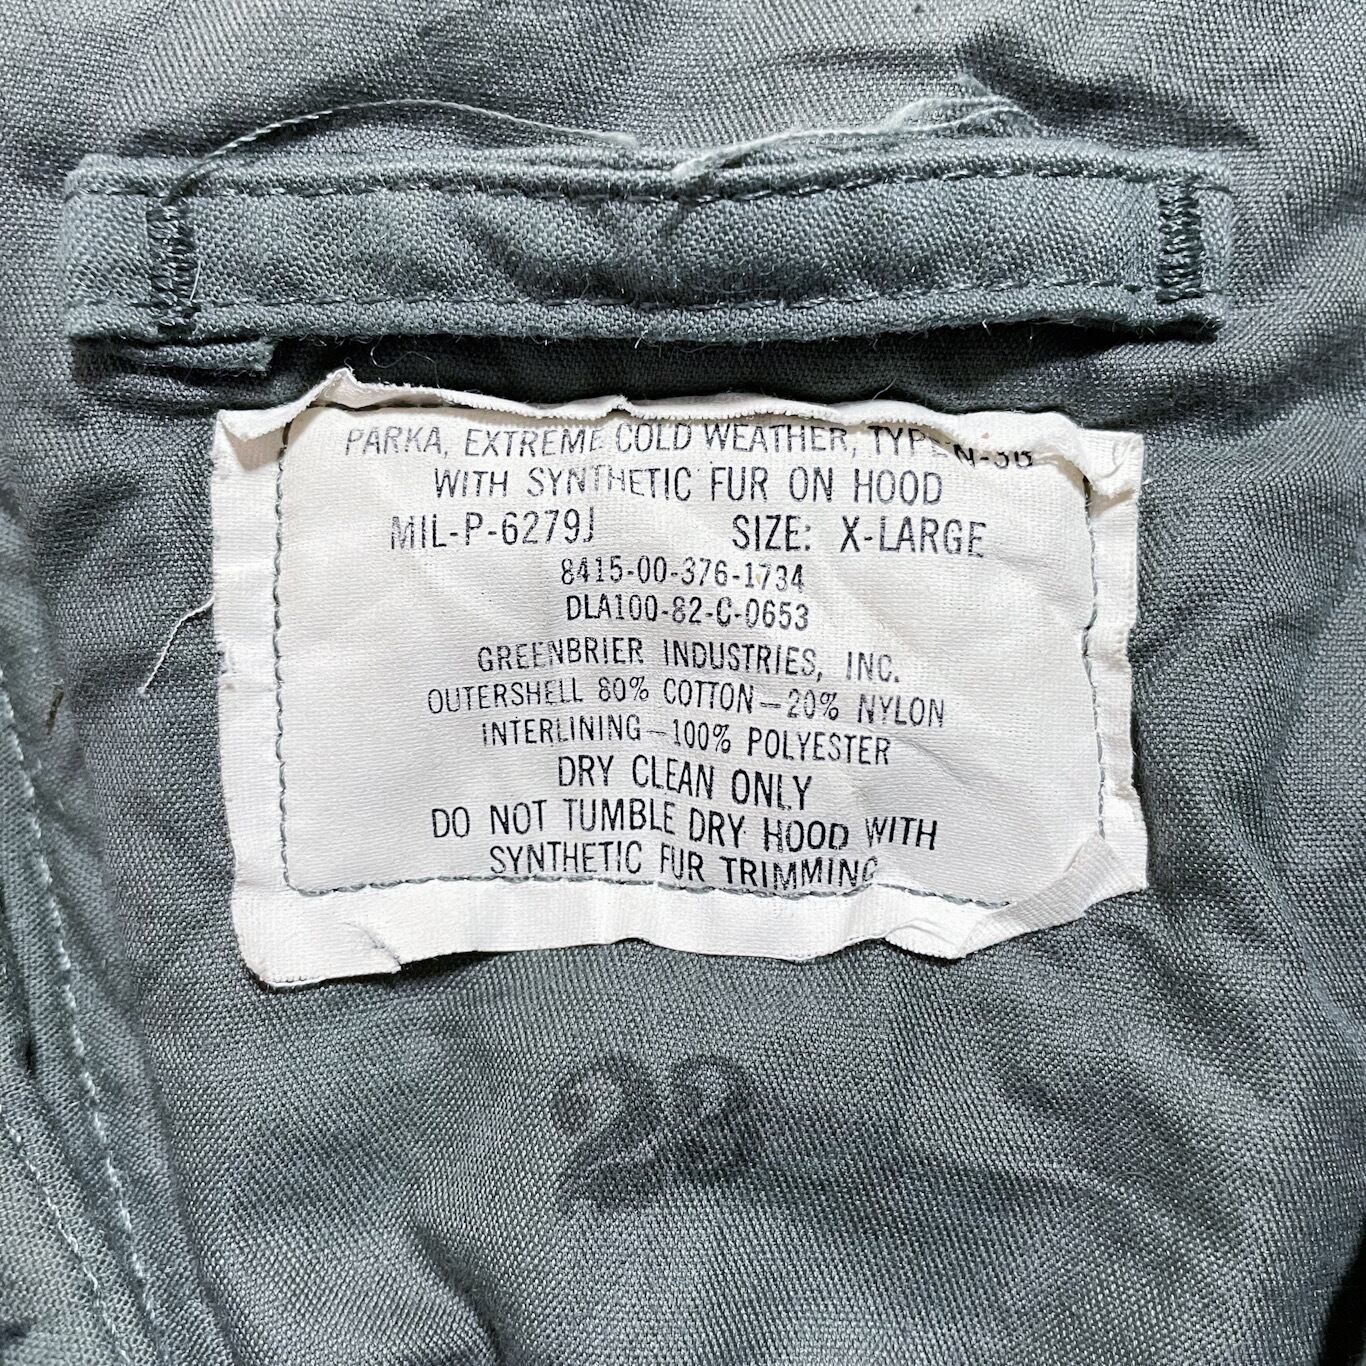 PARKA, EXTREME COLD WEATHER, TYPE N-3B
WITH SYNTHETIC FUR ON HOOD
MIL-P-6279J SIZE: X-LARGE
8415-00-376-1734
DLA100-82-C-0653
GREENBRIER INDUSTRIES, INC.
OUTERSHELL 80% COTTON-20% NYLON
INTERLINING-100% POLYESTER
DRY CLEAN ONLY
DO NOT TUMBLE DRY HOOD WITH
SYNTHETIC FUR TRIMMING